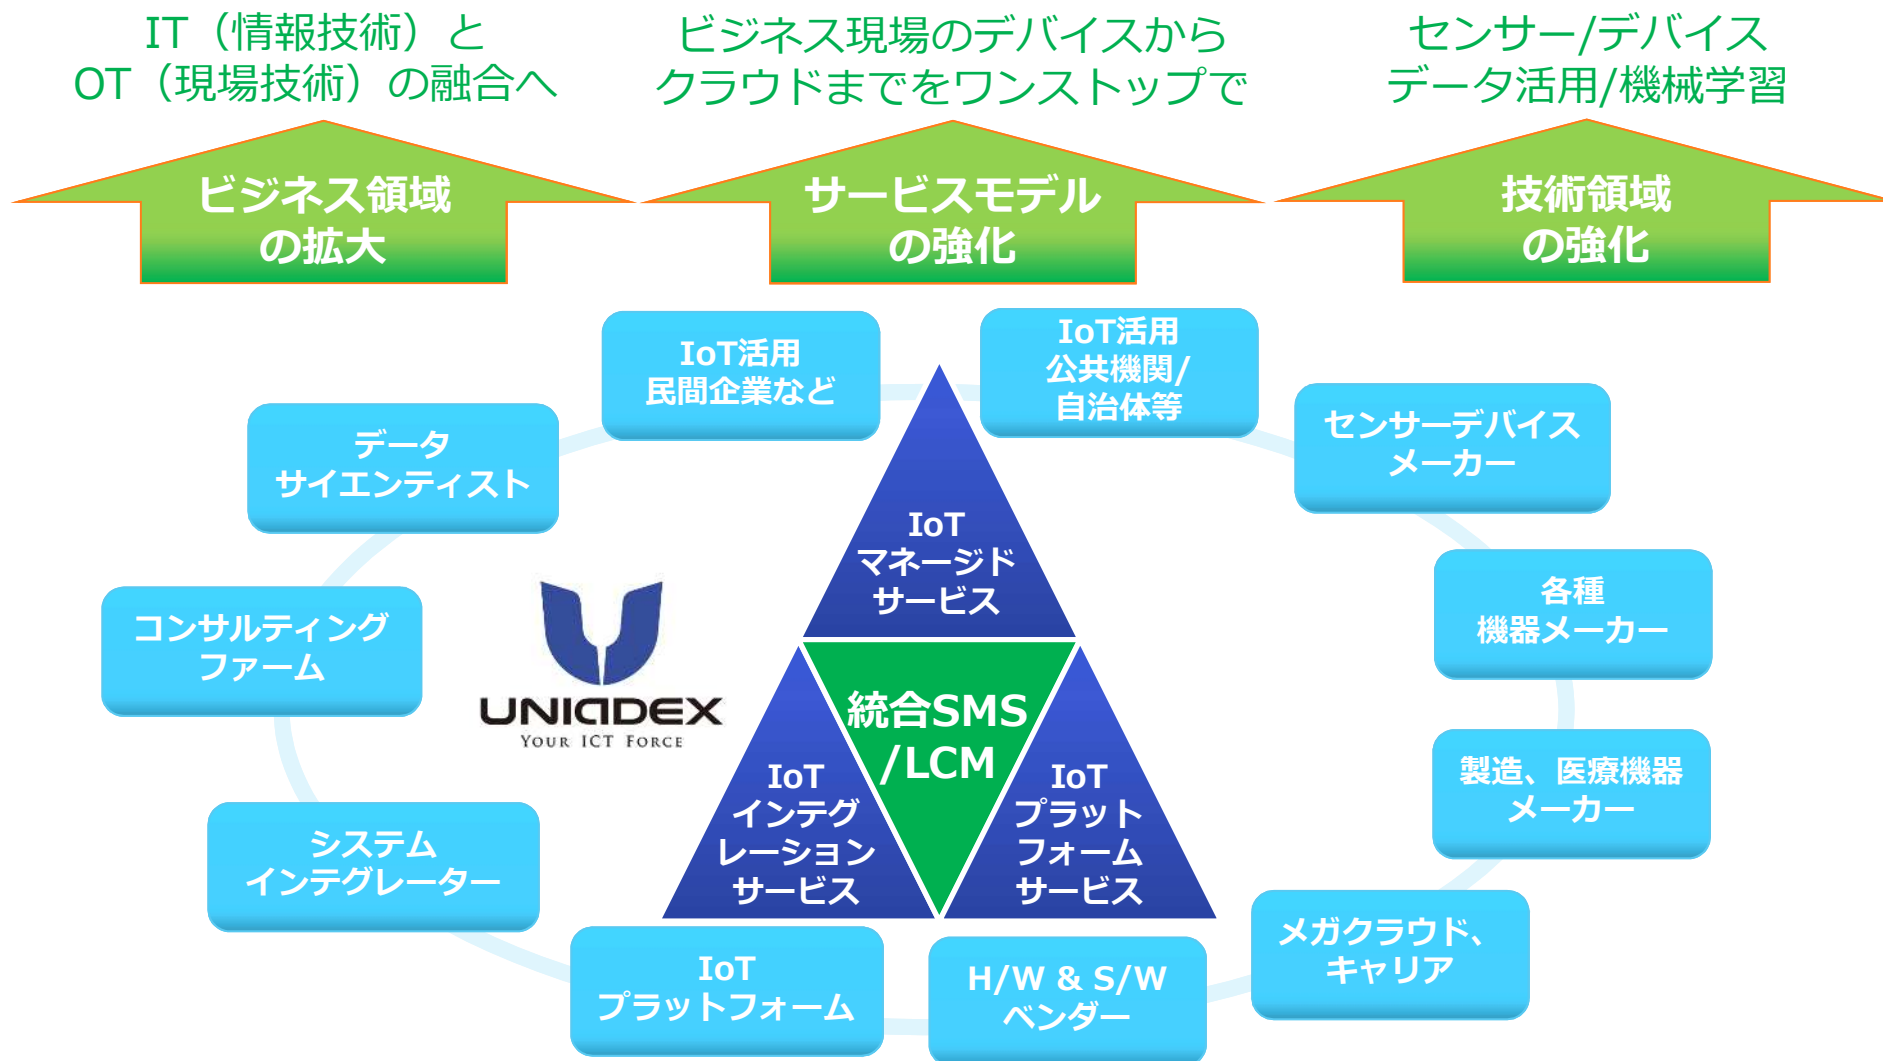 IT（情報技術）と
OT（現場技術）の融合へ
ビジネス現場のデバイスから
クラウドまでをワンストップで
センサー/デバイス
データ活用/機械学習
ビジネス領域
の拡大
サービスモデル
の強化
技術領域
の強化
IoT活用
民間企業など
IoT活用
公共機関/
自治体等
データ
サイエンティスト
センサーデバイス
メーカー
IoT
マネージド
サービス
各種
機器メーカー
コンサルティング
ファーム
UNIADEX
YOUR ICT FORCE
統合SMS
/LCM
IoT
インテグ
レーション
サービス
IoT
プラット
フォーム
サービス
製造、医療機器
メーカー
システム
インテグレーター
メガクラウド、
キャリア
IoT
プラットフォーム
H/W & S/W
ベンダー